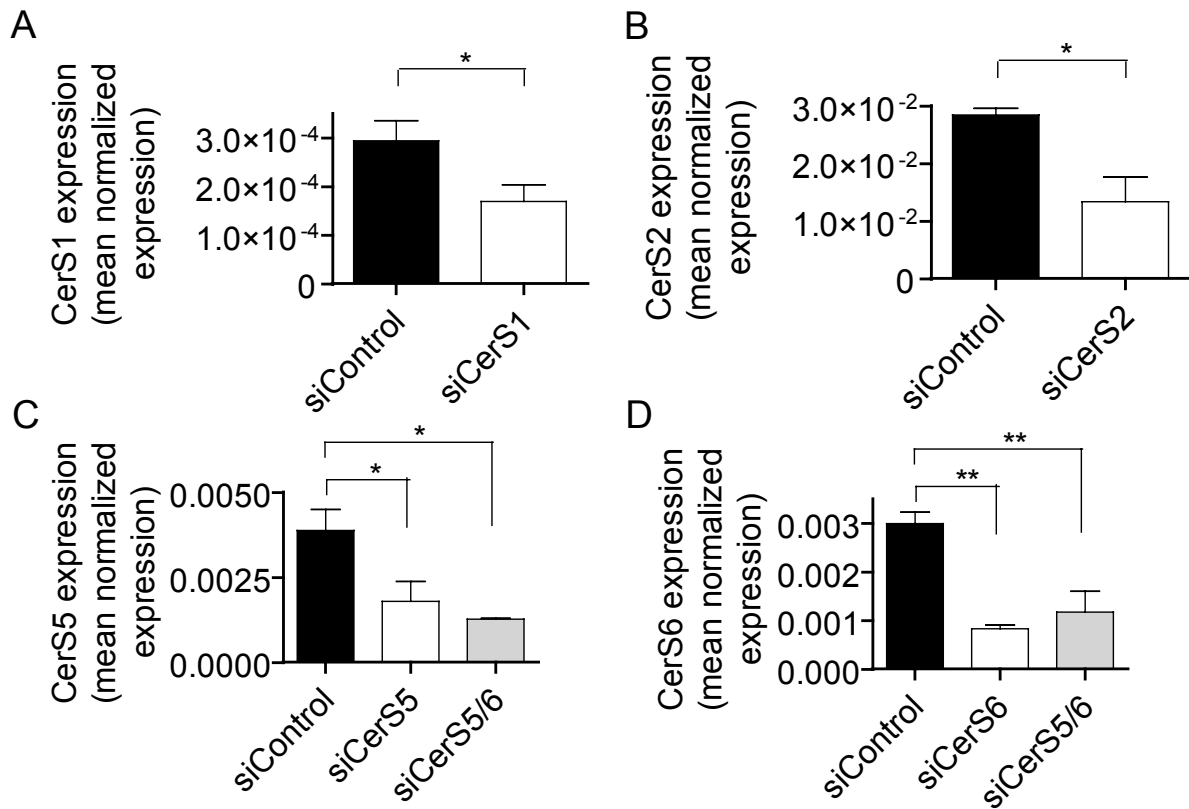 A
CerS1 expression
(mean normalized
expression)
*
3.0×10⁻⁴
2.0×10⁻⁴
1.0×10⁻⁴
0
siControl
siCerS1
B
CerS2 expression
(mean normalized
expression)
*
3.0×10⁻²
2.0×10⁻²
1.0×10⁻²
0
siControl
siCerS2
C
CerS5 expression
(mean normalized
expression)
*
*
0.0050
0.0025
0.0000
siControl
siCerS5
siCerS5/6
D
CerS6 expression
(mean normalized
expression)
**
**
0.003
0.002
0.001
0.000
siControl
siCerS6
siCerS5/6